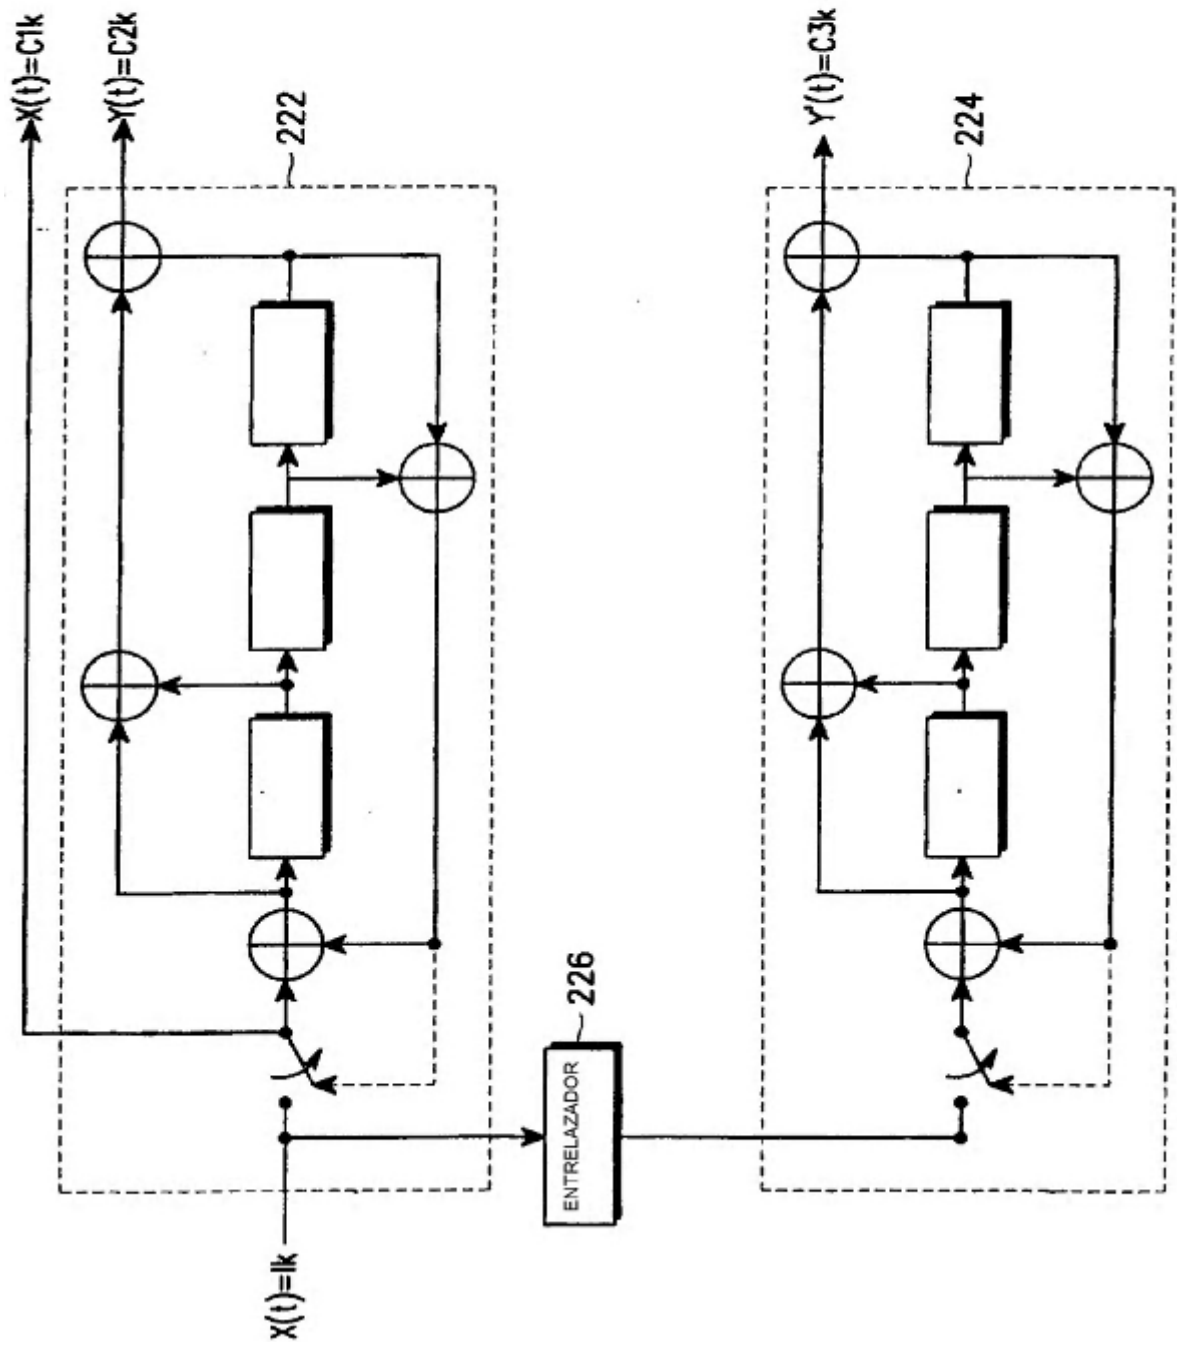 X(t)=C1k
Y(t)=C2k
222
X(t)=Ik
226
ENTRELAZADOR
Y'(t)=C3k
224